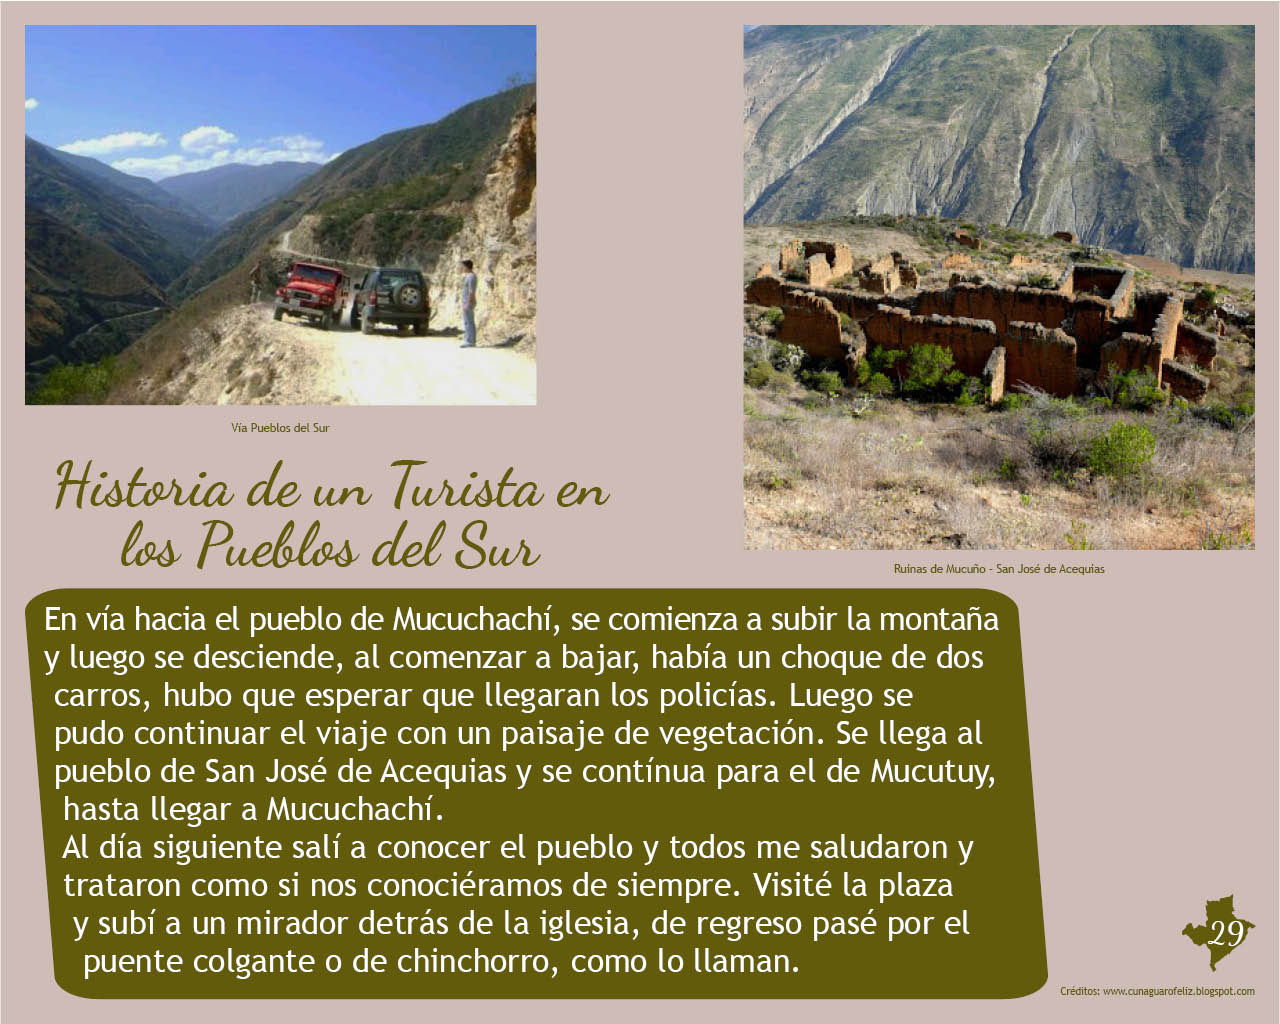 Vía Pueblos del Sur
Ruinas de Mucuño - San José de Acequias
Historia de un Turista en
los Pueblos del Sur
En vía hacia el pueblo de Mucuchachí, se comienza a subir la montaña
y luego se desciende, al comenzar a bajar, había un choque de dos
carros, hubo que esperar que llegaran los policías. Luego se
pudo continuar el viaje con un paisaje de vegetación. Se llega al
pueblo de San José de Acequias y se contínua para el de Mucutuy,
hasta llegar a Mucuchachí.
Al día siguiente salí a conocer el pueblo y todos me saludaron y
trataron como si nos conociéramos de siempre. Visité la plaza
y subí a un mirador detrás de la iglesia, de regreso pasé por el
puente colgante o de chinchorro, como lo llaman.
29
Créditos: www.cunaguarofeliz.blogspot.com